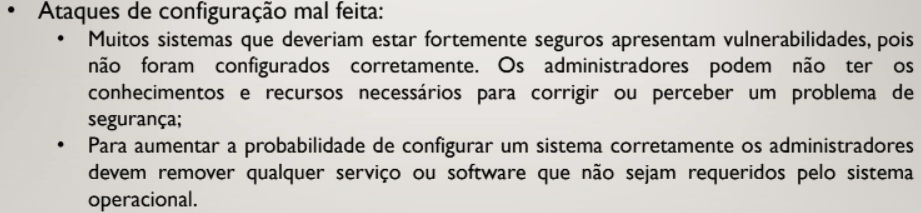 • Ataques de configuração mal feita:
• Muitos sistemas que deveriam estar fortemente seguros apresentam vulnerabilidades, pois
não foram configurados corretamente. Os administradores podem não ter os
conhecimentos e recursos necessários para corrigir ou perceber um problema de
segurança;
• Para aumentar a probabilidade de configurar um sistema corretamente os administradores
devem remover qualquer serviço ou software que não sejam requeridos pelo sistema
operacional.